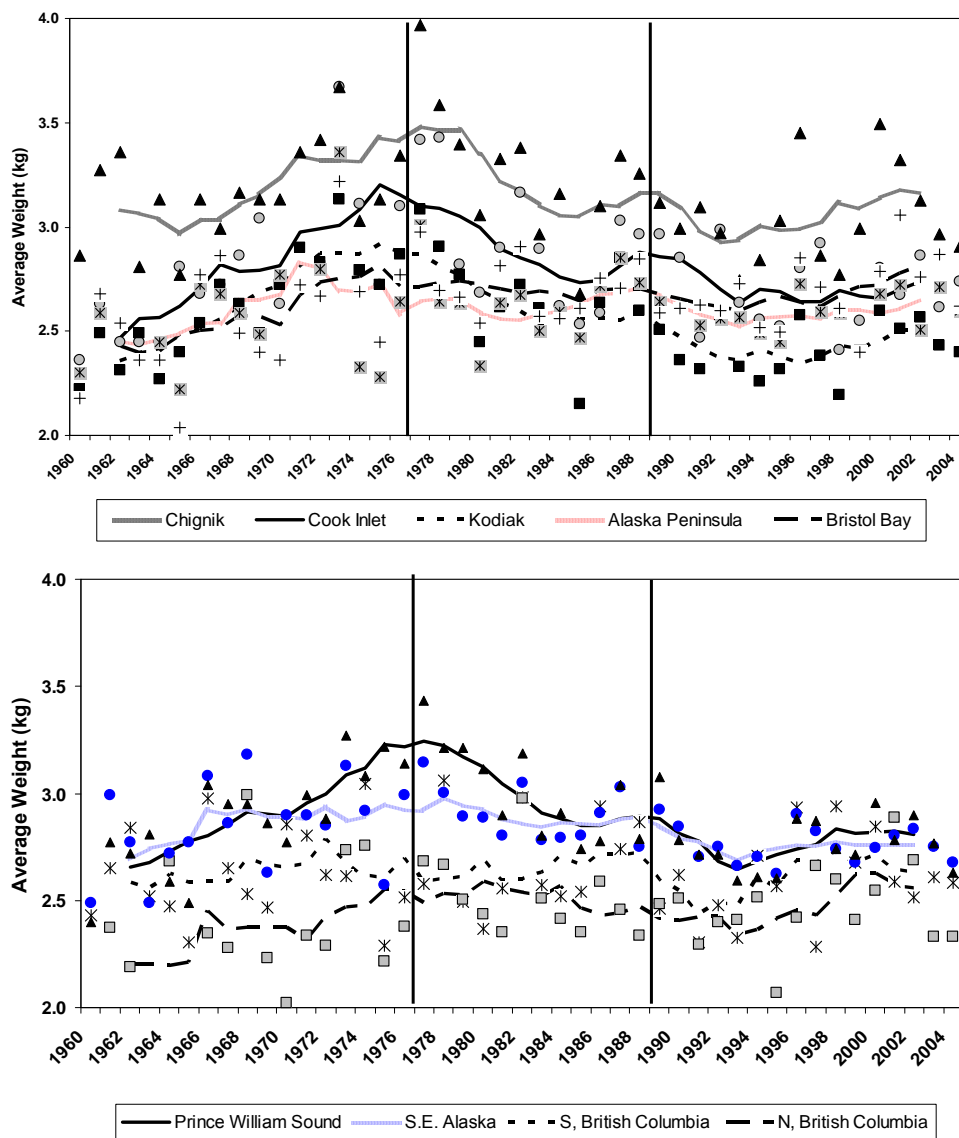 4.0
3.5
3.0
2.5
2.0
Average Weight (kg)
1960 1962 1964 1966 1968 1970 1972 1974 1976 1978 1980 1982 1984 1986 1988 1990 1992 1994 1996 1998 2000 2002 2004
Chignik Cook Inlet Kodiak Alaska Peninsula Bristol Bay
4.0
3.5
3.0
2.5
2.0
Average Weight (kg)
1960 1962 1964 1966 1968 1970 1972 1974 1976 1978 1980 1982 1984 1986 1988 1990 1992 1994 1996 1998 2000 2002 2004
Prince William Sound S.E. Alaska S, British Columbia N, British Columbia